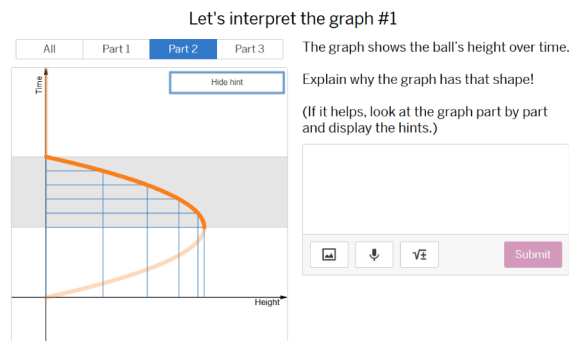 Let's interpret the graph #1
All
Part 1
Part 2
Part 3
Hide hint
Time
Height
The graph shows the ball's height over time.
Explain why the graph has that shape!
(If it helps, look at the graph part by part
and display the hints.)
√±
Submit